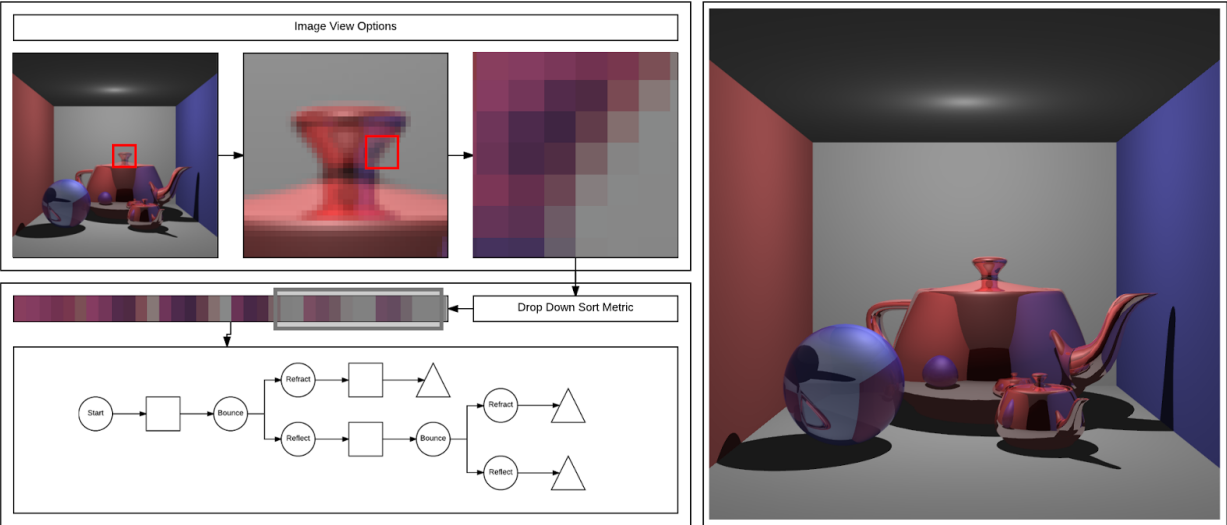 Image View Options
Drop Down Sort Metric
Refract
Refract
Start
Bounce
Reflect
Bounce
Reflect